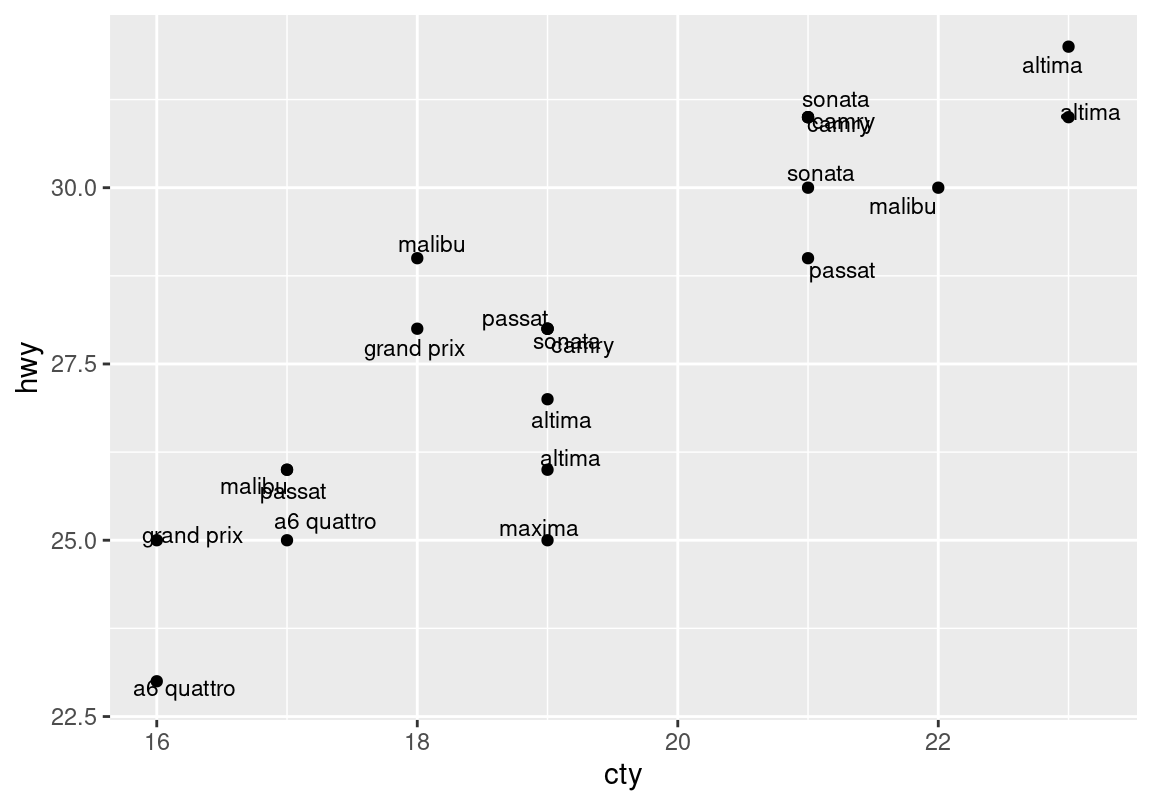 altima
sonata
camry
camry
altima
30.0
sonata
malibu
malibu
passat
passat
sonata
camry
grand prix
27.5
hwy
altima
altima
malibu
passat
a6 quattro
maxima
grand prix
25.0
a6 quattro
22.5
16
18
20
22
cty